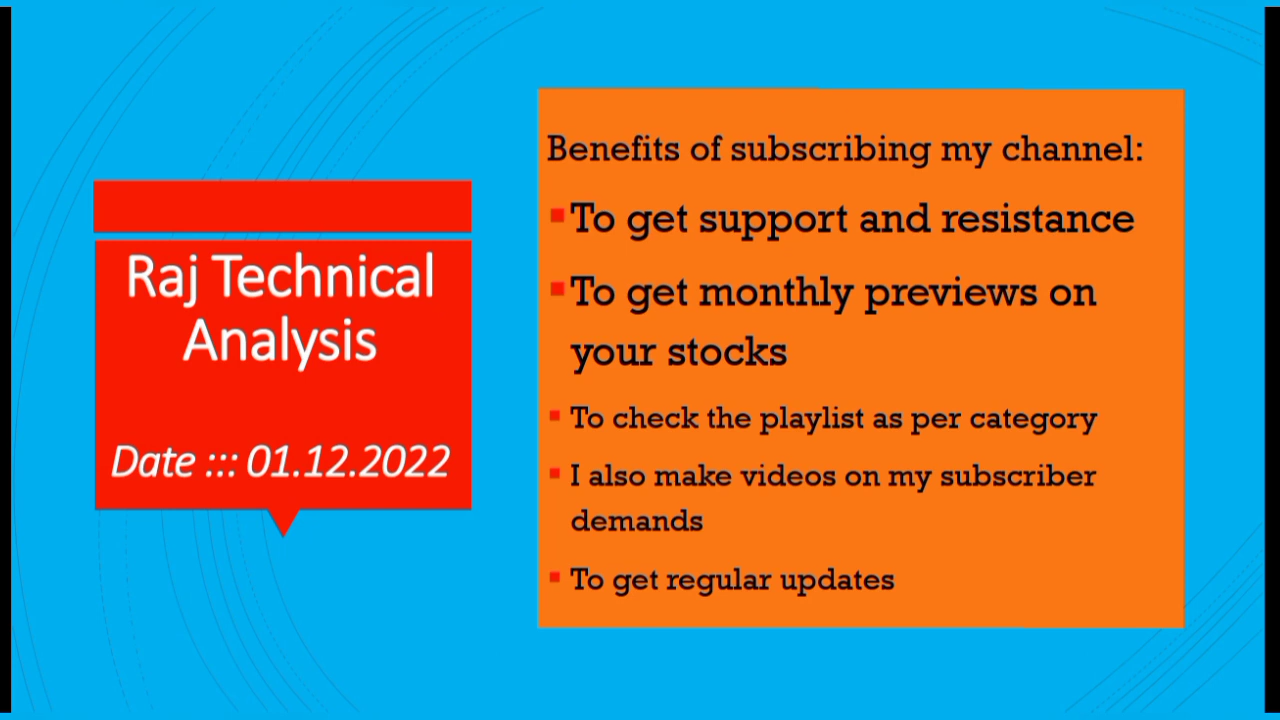 Raj Technical
Analysis
Date ::: 01.12.2022
Benefits of subscribing my channel:
▪To get support and resistance
▪To get monthly previews on
your stocks
▪ To check the playlist as per category
▪ I also make videos on my subscriber
demands
▪ To get regular updates